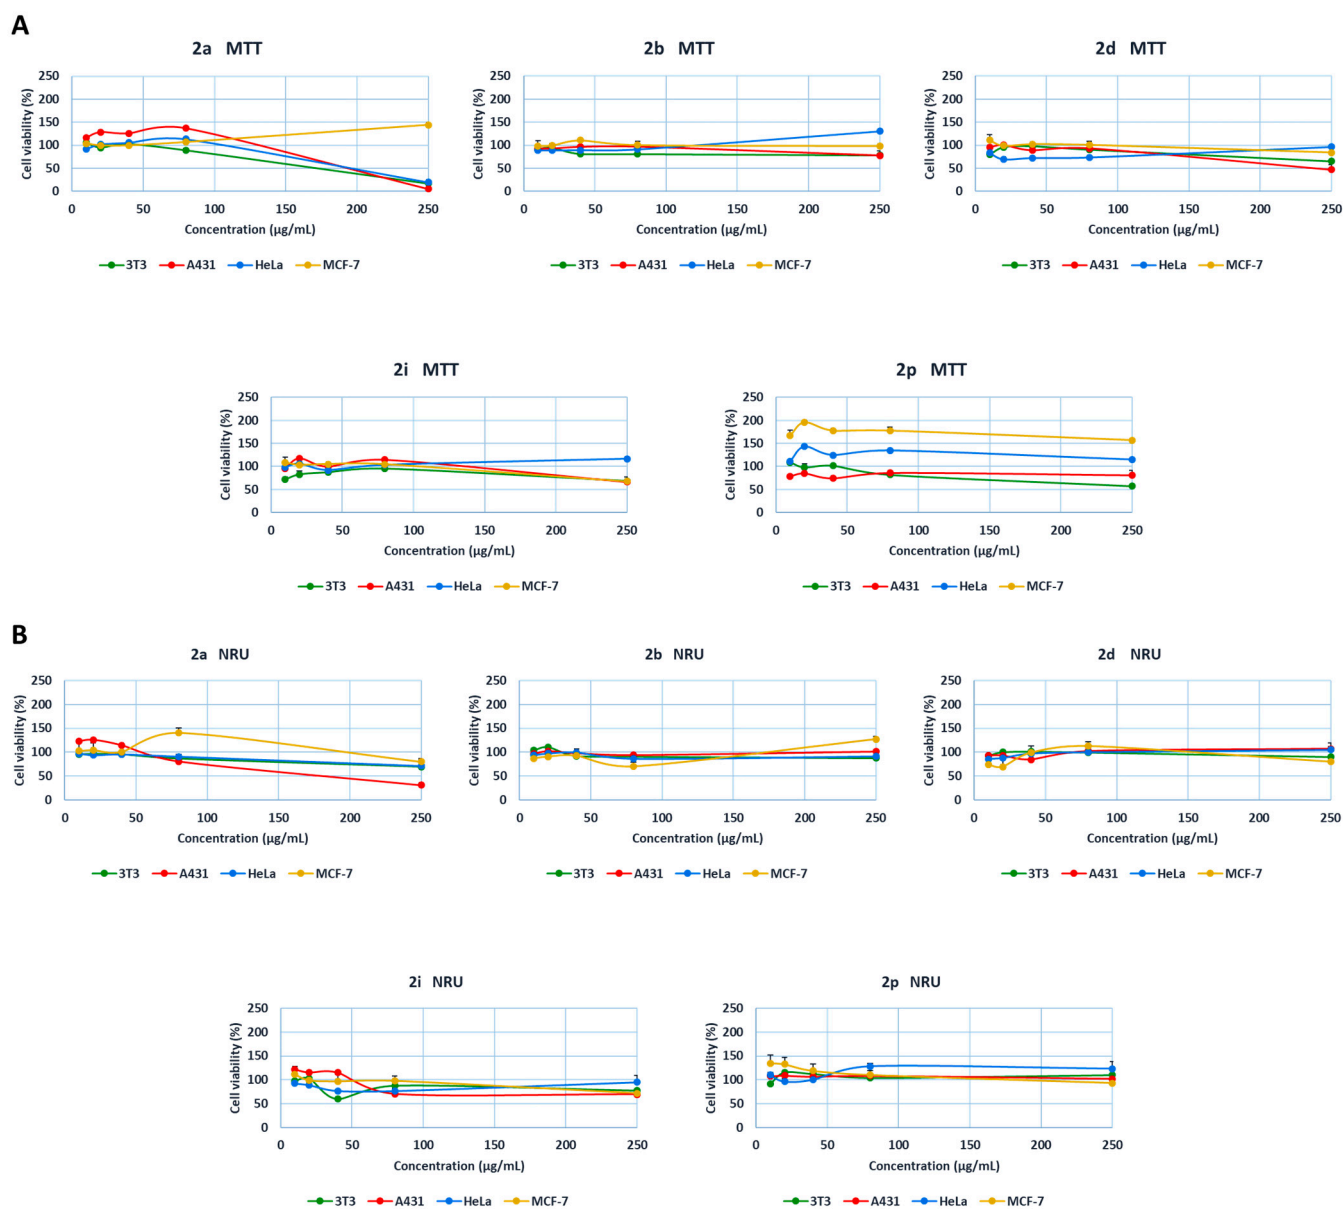 A
2a MTT
2b MTT
2d MTT
Cell viability (%)
250
200
150
100
50
0
0 50 100 150 200 250
Concentration (µg/mL)
3T3 A431 HeLa MCF-7
Cell viability (%)
250
200
150
100
50
0
0 50 100 150 200 250
Concentration (µg/mL)
3T3 A431 HeLa MCF-7
Cell viability (%)
250
200
150
100
50
0
0 50 100 150 200 250
Concentration (µg/mL)
3T3 A431 HeLa MCF-7
2i MTT
Cell viability (%)
250
200
150
100
50
0
0 50 100 150 200 250
Concentration (µg/mL)
3T3 A431 HeLa MCF-7
2p MTT
Cell viability (%)
250
200
150
100
50
0
0 50 100 150 200 250
Concentration (µg/mL)
3T3 A431 HeLa MCF-7
B
2a NRU
Cell viability (%)
250
200
150
100
50
0
0 50 100 150 200 250
Concentration (µg/mL)
3T3 A431 HeLa MCF-7
2b NRU
Cell viability (%)
250
200
150
100
50
0
0 50 100 150 200 250
Concentration (µg/mL)
3T3 A431 HeLa MCF-7
2d NRU
Cell viability (%)
250
200
150
100
50
0
0 50 100 150 200 250
Concentration (µg/mL)
3T3 A431 HeLa MCF-7
2i NRU
Cell viability (%)
250
200
150
100
50
0
0 50 100 150 200 250
Concentration (µg/mL)
3T3 A431 HeLa MCF-7
2p NRU
Cell viability (%)
250
200
150
100
50
0
0 50 100 150 200 250
Concentration (µg/mL)
3T3 A431 HeLa MCF-7